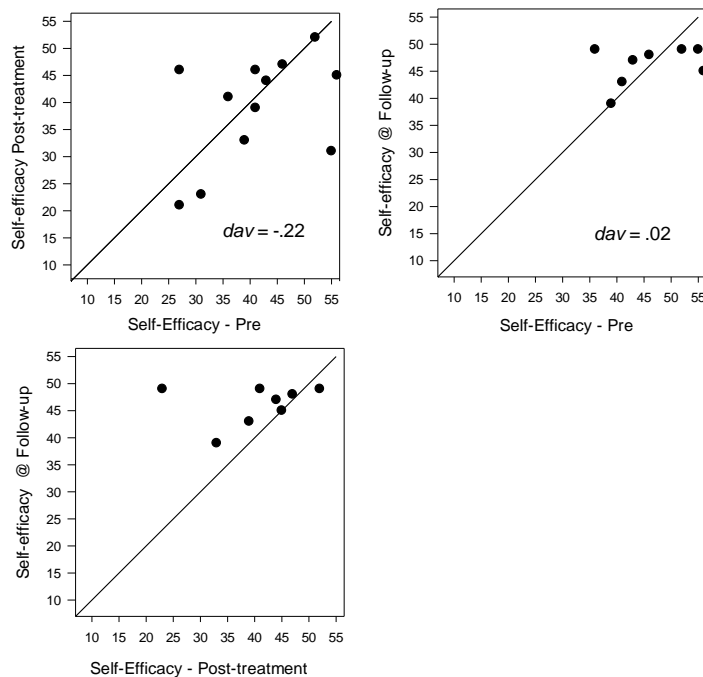 Self-efficacy Post-treatment
55
50
45
40
35
30
25
20
15
10
dav = -.22
10 15 20 25 30 35 40 45 50 55
Self-Efficacy - Pre
Self-efficacy @ Follow-up
55
50
45
40
35
30
25
20
15
10
dav = .02
10 15 20 25 30 35 40 45 50 55
Self-Efficacy - Pre
Self-efficacy @ Follow-up
55
50
45
40
35
30
25
20
15
10
10 15 20 25 30 35 40 45 50 55
Self-Efficacy - Post-treatment